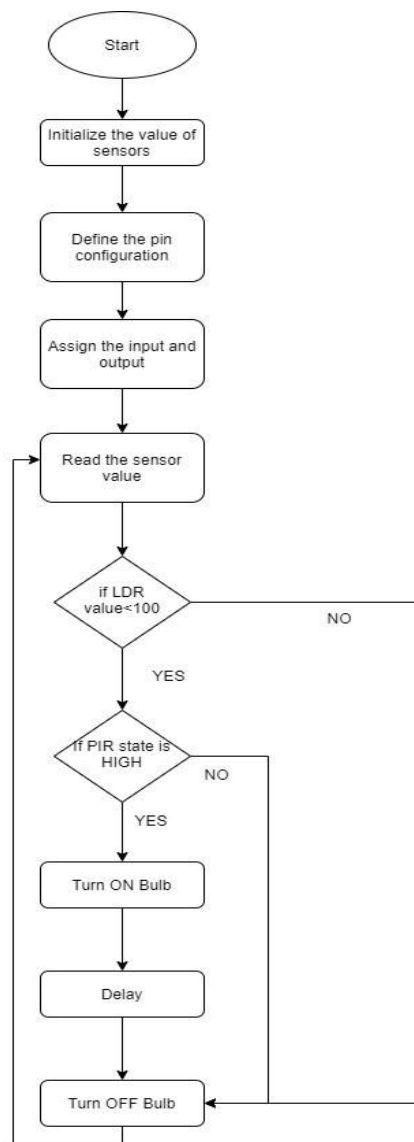 Start
Initialize the value of
sensors
Define the pin
configuration
Assign the input and
output
Read the sensor
value
if LDR
value<100
NO
YES
If PIR state is
HIGH
NO
YES
Turn ON Bulb
Delay
Turn OFF Bulb